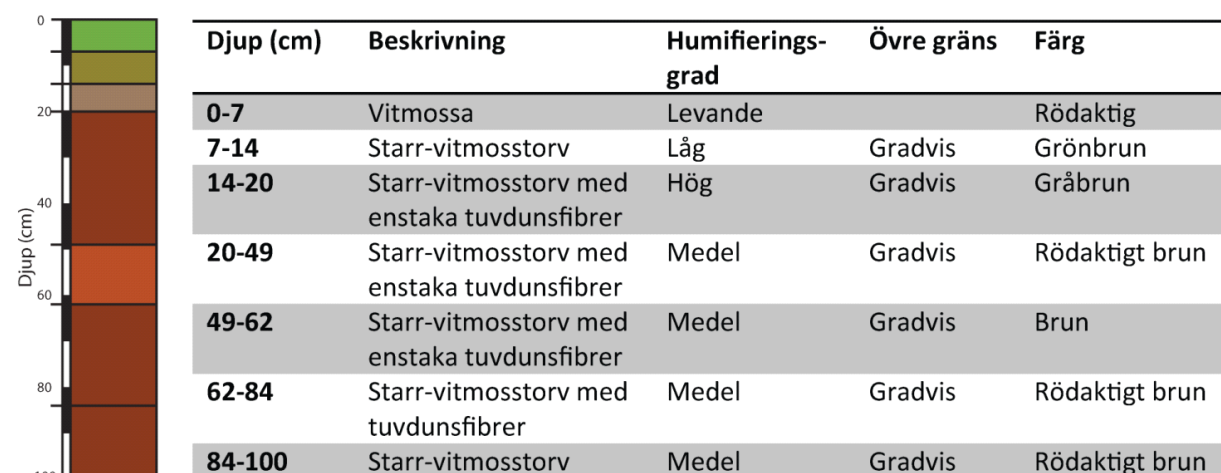 0
20
40
60
80
Djup (cm)
Djup (cm) Beskrivning Humifierings- Övre gräns Färg
grad
0-7 Vitmossa Levande Rödaktig
7-14 Starr-vitmosstorv Låg Gradvis Grönbrun
14-20 Starr-vitmosstorv med Hög Gradvis Gråbrun
enstaka tuvdunsfibrer
20-49 Starr-vitmosstorv med Medel Gradvis Rödaktigt brun
enstaka tuvdunsfibrer
49-62 Starr-vitmosstorv med Medel Gradvis Brun
enstaka tuvdunsfibrer
62-84 Starr-vitmosstorv med Medel Gradvis Rödaktigt brun
tuvdunsfibrer
84-100 Starr-vitmosstorv Medel Gradvis Rödaktigt brun